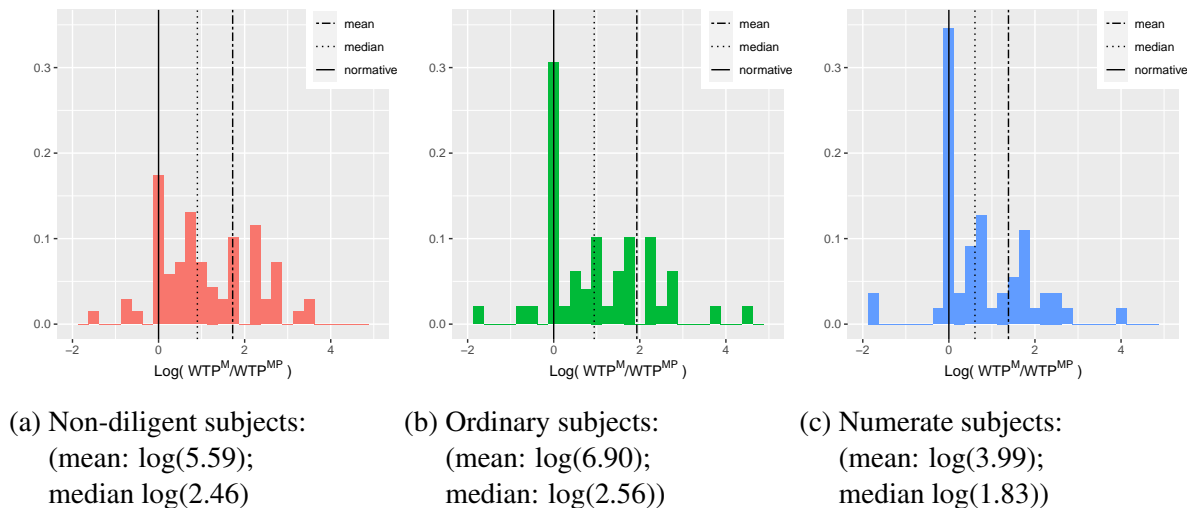 mean
median
normative
0.3
0.2
0.1
0.0
−2
0
2
4
Log( WTP^M/WTP^MP )
mean
median
normative
0.3
0.2
0.1
0.0
−2
0
2
4
Log( WTP^M/WTP^MP )
mean
median
normative
0.3
0.2
0.1
0.0
−2
0
2
4
Log( WTP^M/WTP^MP )
(a) Non-diligent subjects:
(mean: log(5.59);
median log(2.46)
(b) Ordinary subjects:
(mean: log(6.90);
median: log(2.56))
(c) Numerate subjects:
(mean: log(3.99);
median log(1.83))